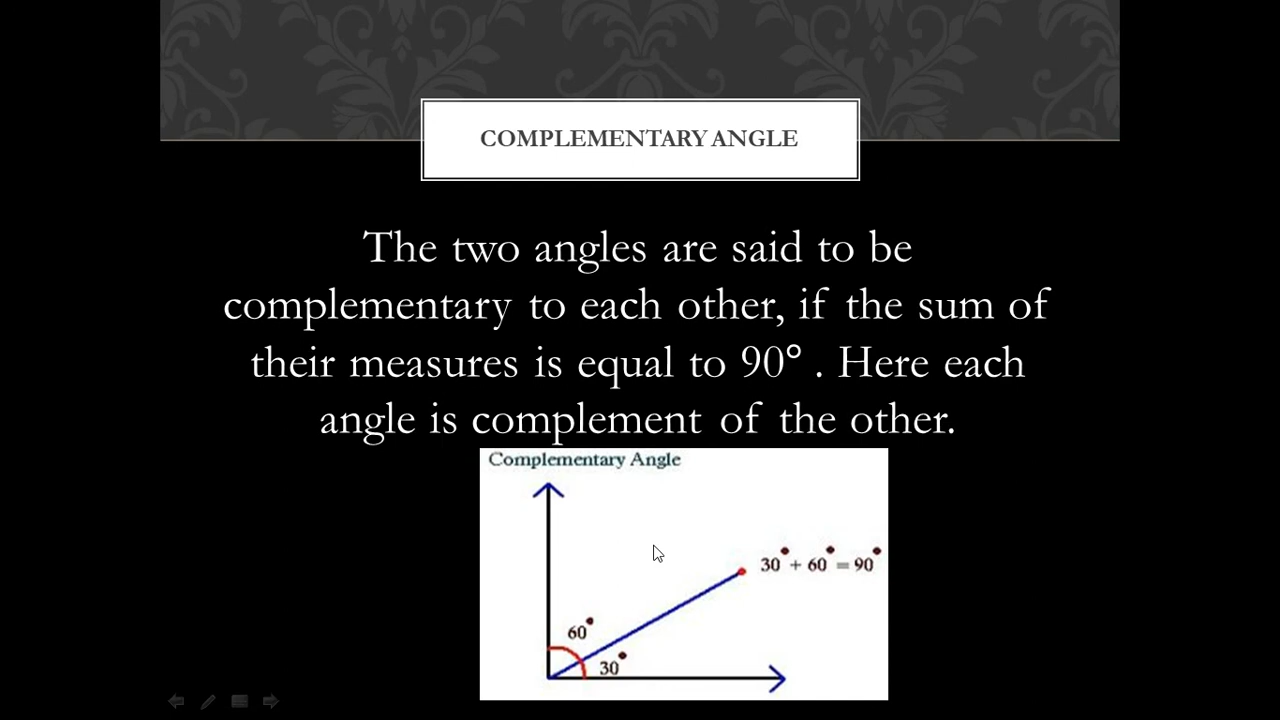 COMPLEMENTARY ANGLE
The two angles are said to be
complementary to each other, if the sum of
their measures is equal to 90° . Here each
angle is complement of the other.
Complementary Angle
30° + 60° = 90°
60°
30°